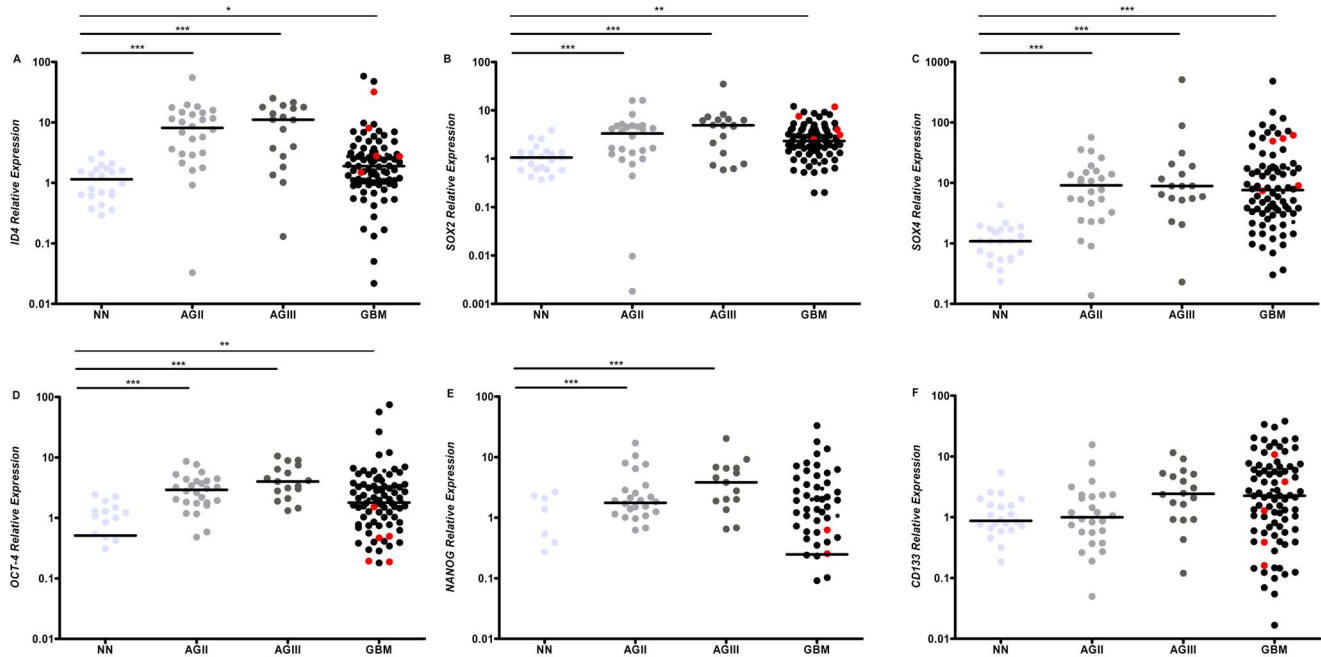 *
***
***
A
100
10
1
0.1
0.01
ID4 Relative Expression
NN AGII AGIII GBM
**
***
***
B
100
10
1
0.1
0.01
0.001
SOX2 Relative Expression
NN AGII AGIII GBM
***
***
***
C
1000
100
10
1
0.1
SOX4 Relative Expression
NN AGII AGIII GBM
**
***
***
D
100
10
1
0.1
0.01
OCT-4 Relative Expression
NN AGII AGIII GBM
***
***
E
100
10
1
0.1
0.01
NANOG Relative Expression
NN AGII AGIII GBM
F
100
10
1
0.1
0.01
CD133 Relative Expression
NN AGII AGIII GBM